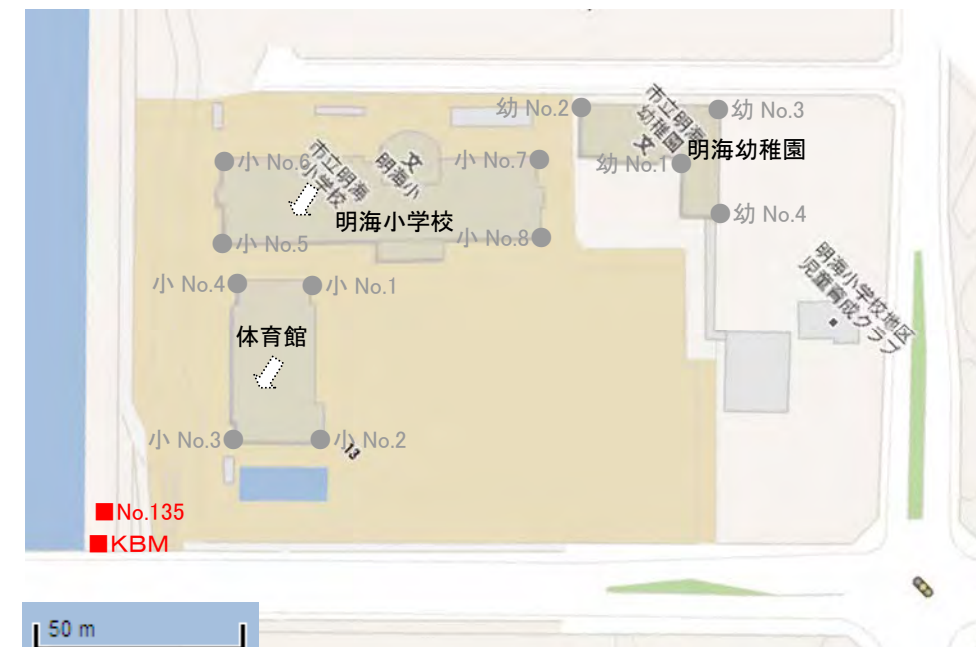 幼 No.2
幼 No.3
市立明海
幼稚園
文
明海幼稚園
幼 No.1
幼 No.4
小 No.6
市立明海
小学校
文
明海小
小 No.7
明海小学校
小 No.5
小 No.8
小 No.4
小 No.1
明海小学校地区
児童育成クラブ
体育館
小 No.3
小 No.2
13
No.135
KBM
50 m